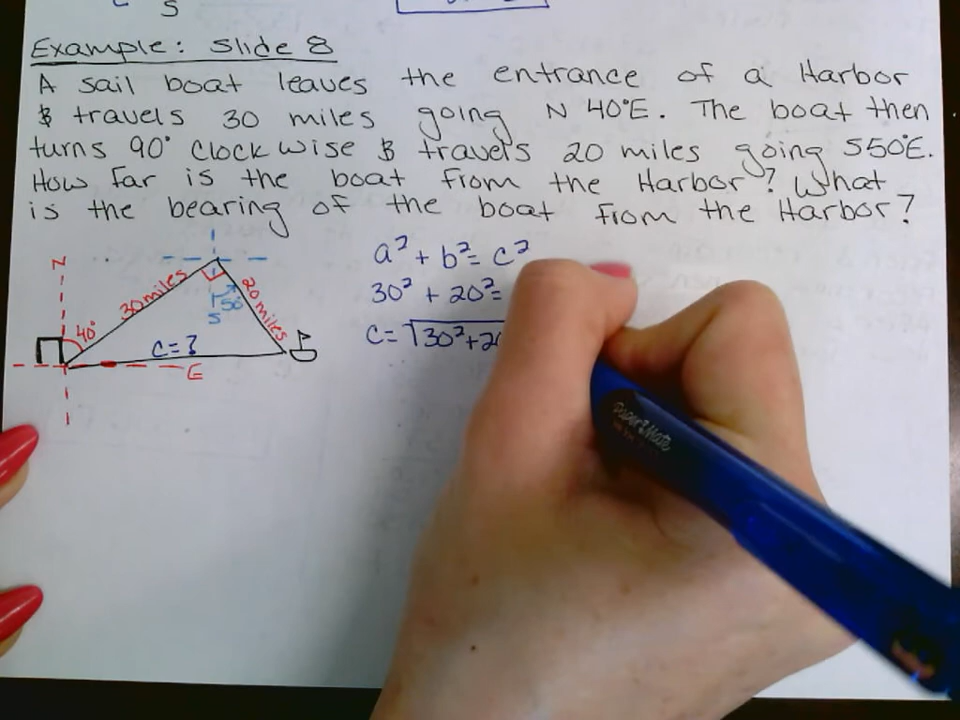 S
Example: Slide 8
A sail boat leaves the entrance of a Harbor
& travels 30 miles going N 40°E. The boat then
turns 90° clockwise & travels 20 miles going S50°E.
How far is the boat from the Harbor? What
is the bearing of the boat from the Harbor?
N
30 miles
20 miles
40°
50°
S
c = ?
E
a² + b² = c²
30² + 20² =
c = √30²+2
Paper Mate